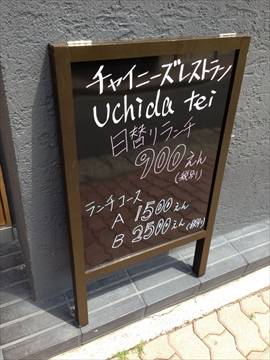 チャイニーズレストラン
Uchida tei
日替りランチ
900えん
(税別)
ランチコース
A 1500えん
B 2500えん(税別)